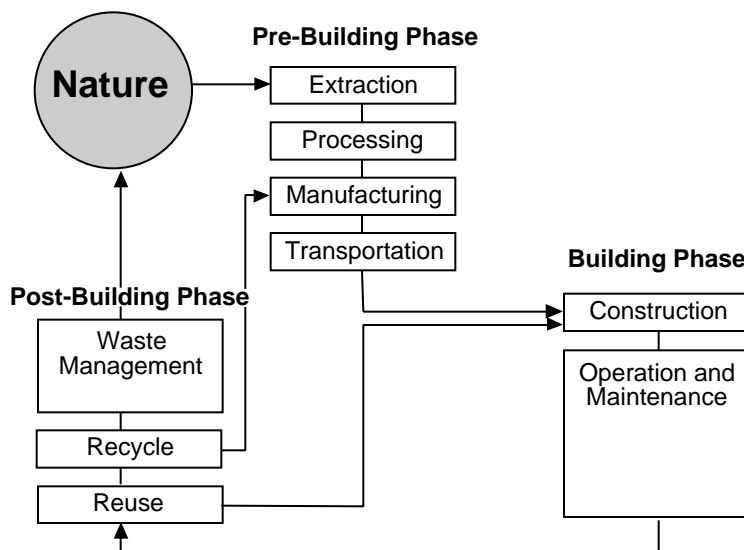 Nature
Pre-Building Phase
Extraction
Processing
Manufacturing
Transportation
Building Phase
Construction
Operation and
Maintenance
Post-Building Phase
Waste
Management
Recycle
Reuse